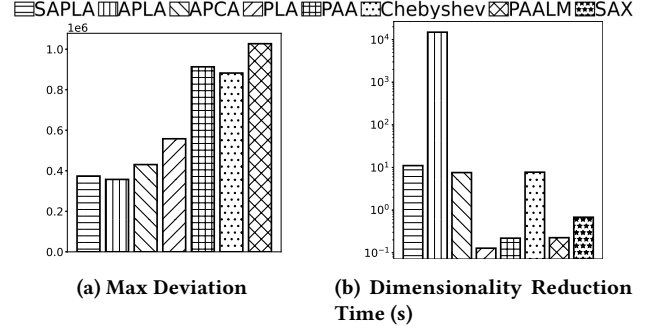 SAPLA APLA APCA PLA PAA Chebyshev PAALM SAX
1e6
1.0
0.8
0.6
0.4
0.2
0.0
10⁴
10³
10²
10¹
10⁰
10⁻¹
(a) Max Deviation
(b) Dimensionality Reduction
Time (s)